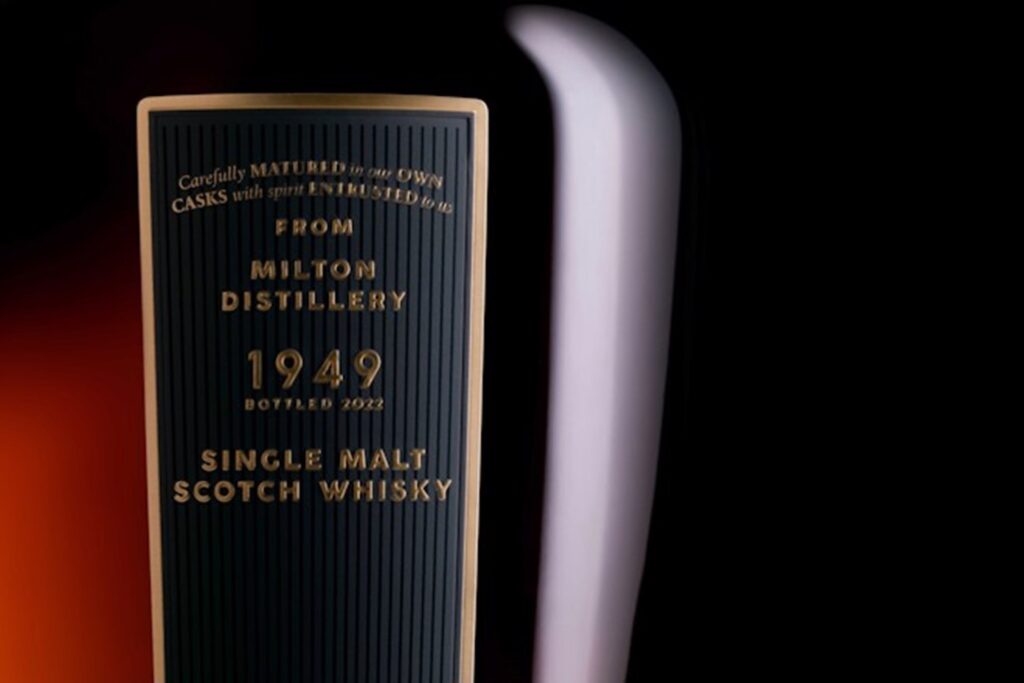 Carefully MATURED in our OWN
CASKS with spirit ENTRUSTED to us
FROM
MILTON
DISTILLERY
1949
BOTTLED 2022
SINGLE MALT
SCOTCH WHISKY